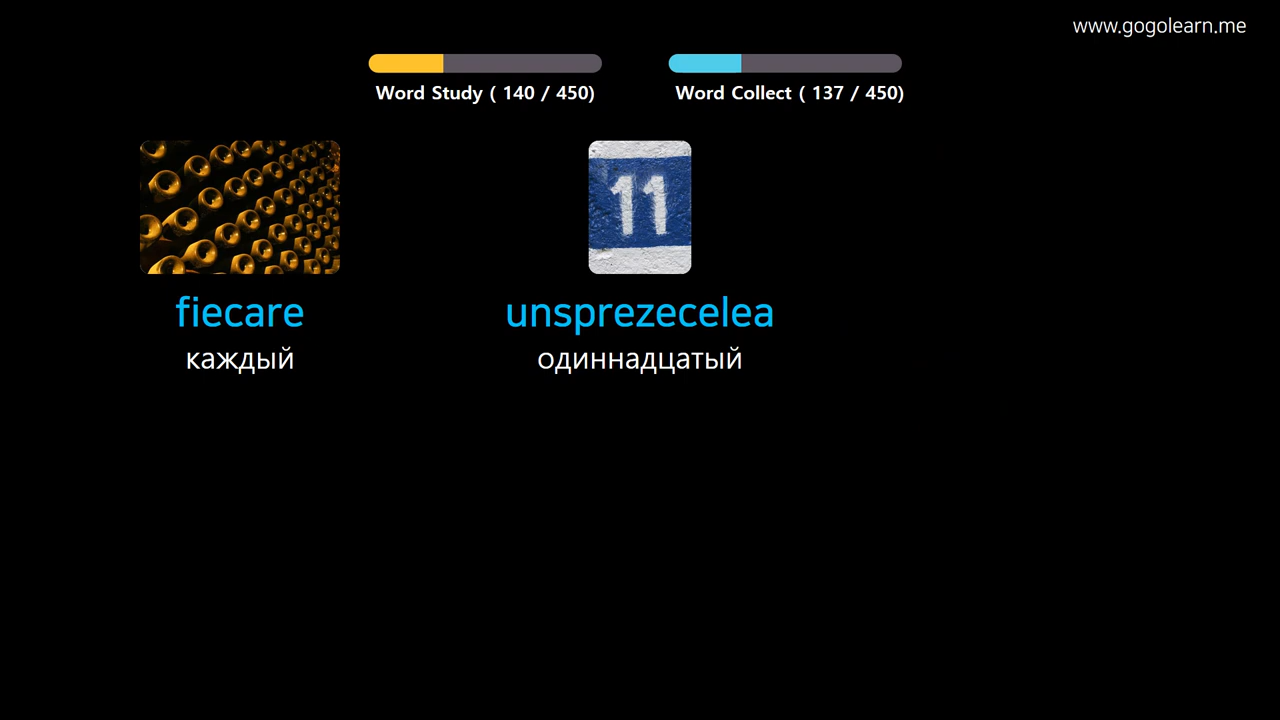 www.gogolearn.me
Word Study ( 140 / 450)
Word Collect ( 137 / 450)
11
fiecare
unsprezecelea
каждый
одиннадцатый